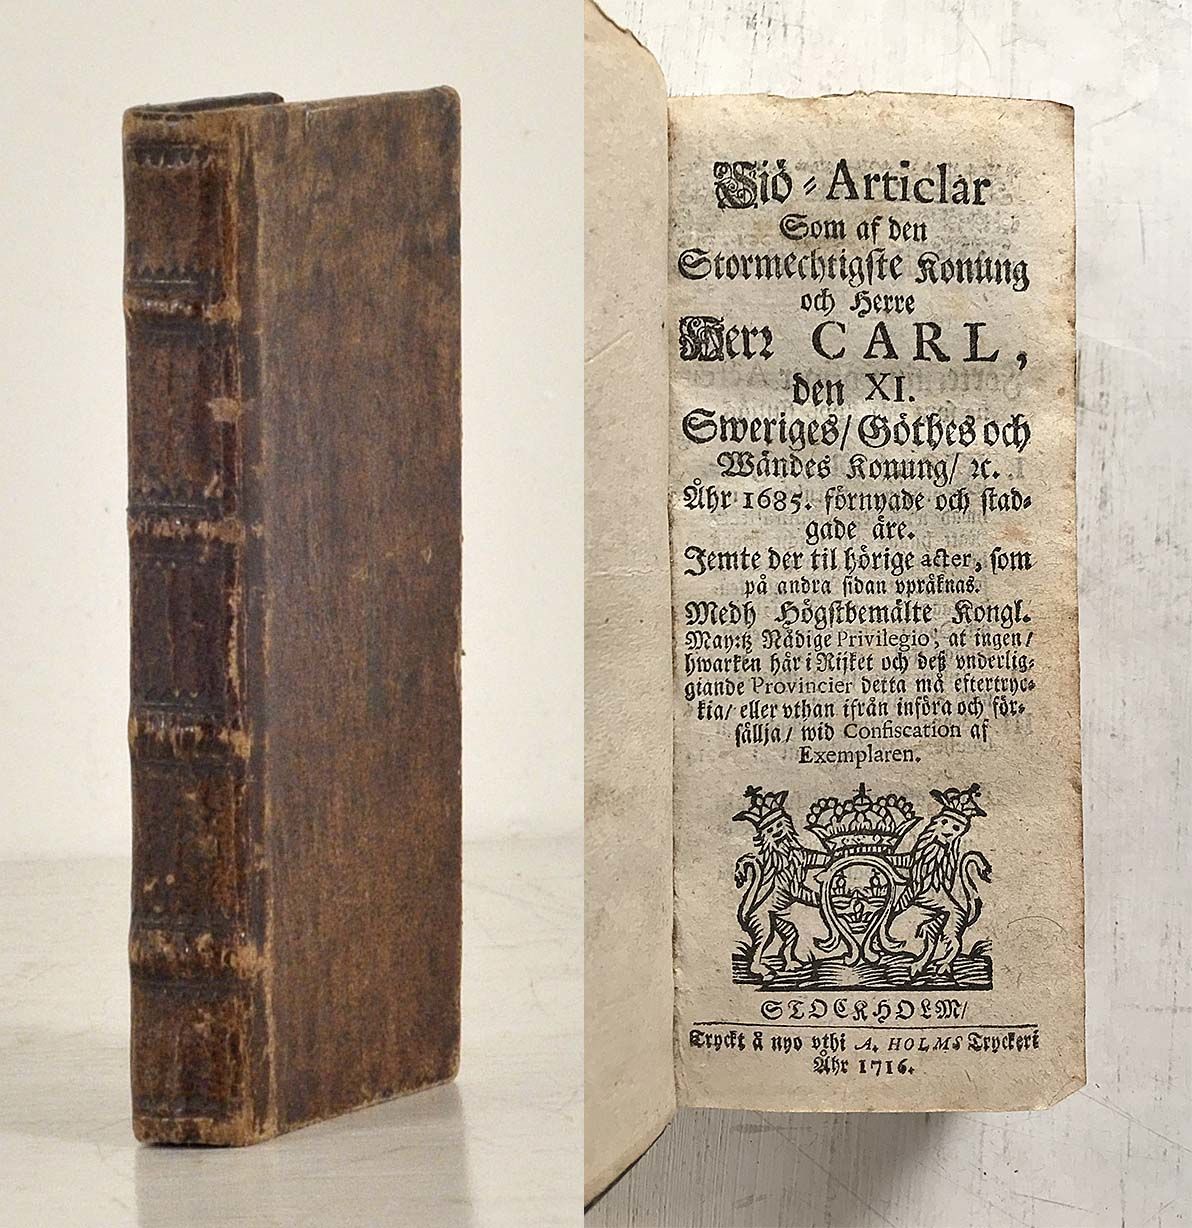 Siö-Articlar
Som af den
Stormechtigste Konung
och Herre
Herr CARL,
den XI.
Sweriges/ Göthes och
Wändes Konung/ ꝛc.
Åhr 1685. förnyade och stad-
gade äre.
Jemte der til hörige acter, som
på andra sidan vpräknas.
Medh Högstbemälte Kongl.
May:tz Nådige Privilegio, at ingen/
hwarken här i Rijket och deß vnderlig-
giande Provincier detta må eftertryc-
kia/ eller vthan ifrån införa och för-
sällja/ wid Confiscation af
Exemplaren.
STOCKHOLM/
Tryckt å nyo vthi A. HOLMS Tryckeri
Åhr 1716.